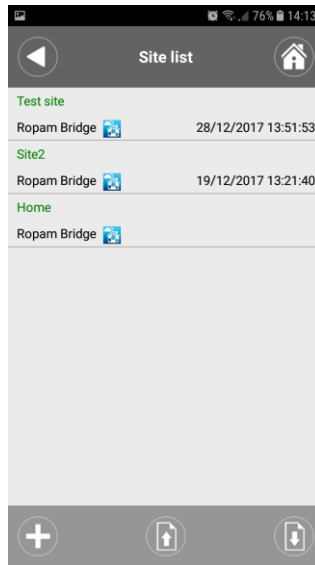 76% 14:13
Site list
Test site
Ropam Bridge 28/12/2017 13:51:53
Site2
Ropam Bridge 19/12/2017 13:21:40
Home
Ropam Bridge